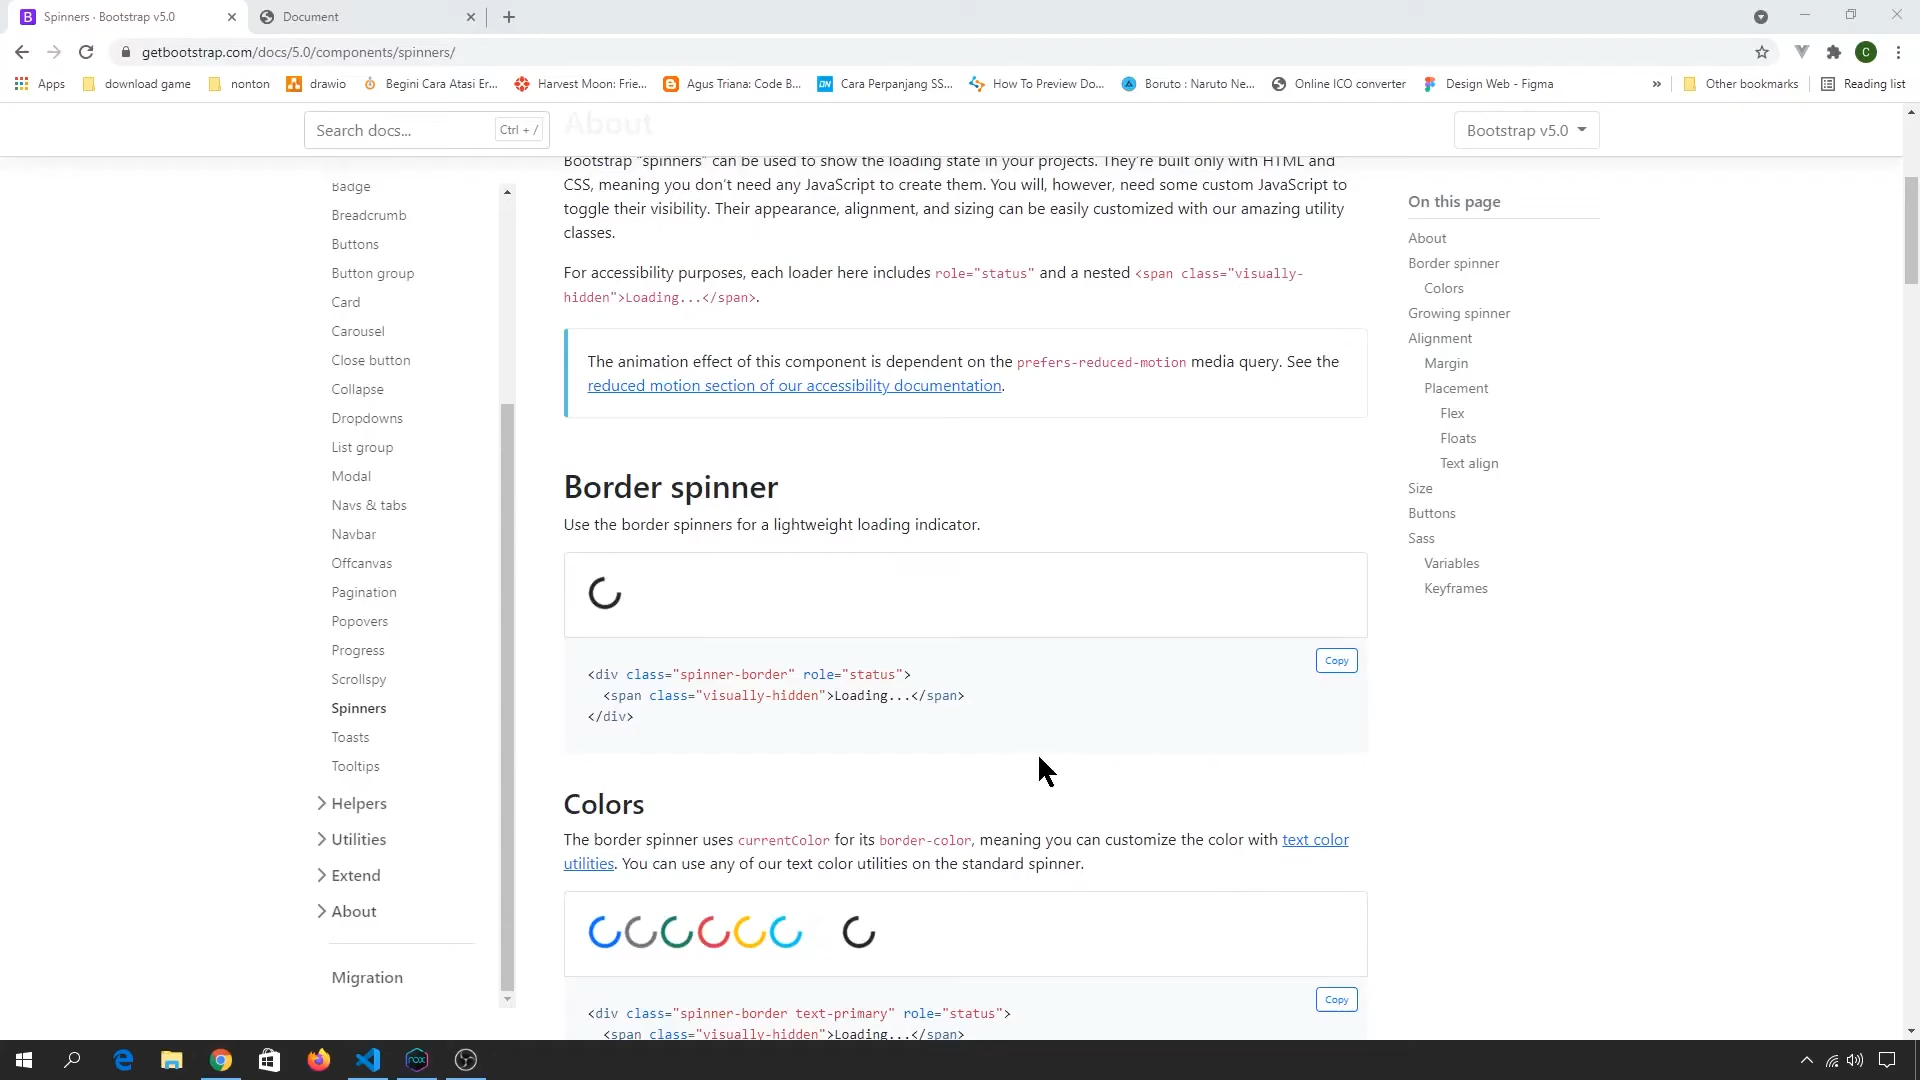 Spinners · Bootstrap v5.0
Document
getbootstrap.com/docs/5.0/components/spinners/
C
Apps
download game
nonton
drawio
Begini Cara Atasi Er...
Harvest Moon: Frie...
Agus Triana: Code B...
Cara Perpanjang SS...
How To Preview Do...
Boruto : Naruto Ne...
Online ICO converter
Design Web - Figma
»
Other bookmarks
Reading list
Search docs...
Ctrl + /
About
Bootstrap v5.0
Badge
Breadcrumb
Buttons
Button group
Card
Carousel
Close button
Collapse
Dropdowns
List group
Modal
Navs & tabs
Navbar
Offcanvas
Pagination
Popovers
Progress
Scrollspy
Spinners
Toasts
Tooltips
Helpers
Utilities
Extend
About
Migration
Bootstrap “spinners” can be used to show the loading state in your projects. They’re built only with HTML and
CSS, meaning you don’t need any JavaScript to create them. You will, however, need some custom JavaScript to
toggle their visibility. Their appearance, alignment, and sizing can be easily customized with our amazing utility
classes.
For accessibility purposes, each loader here includes role="status" and a nested <span class="visually-
hidden">Loading...</span>.
The animation effect of this component is dependent on the prefers-reduced-motion media query. See the
reduced motion section of our accessibility documentation.
Border spinner
Use the border spinners for a lightweight loading indicator.
Copy
<div class="spinner-border" role="status">
<span class="visually-hidden">Loading...</span>
</div>
Colors
The border spinner uses currentColor for its border-color, meaning you can customize the color with text color
utilities. You can use any of our text color utilities on the standard spinner.
Copy
<div class="spinner-border text-primary" role="status">
<span class="visually-hidden">Loading...</span>
On this page
About
Border spinner
Colors
Growing spinner
Alignment
Margin
Placement
Flex
Floats
Text align
Size
Buttons
Sass
Variables
Keyframes